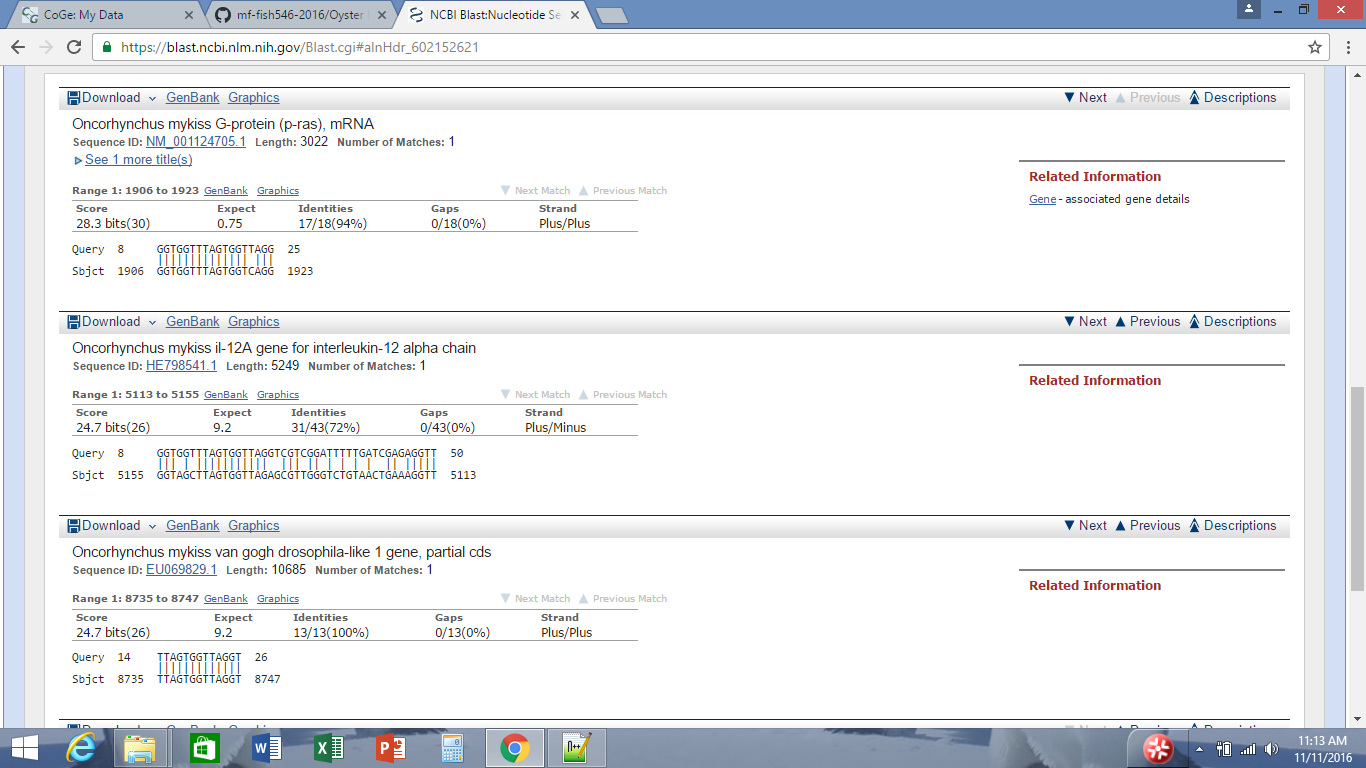 CoGe: My Data
mf-fish546-2016/Oyster
NCBI Blast:Nucleotide Se
https://blast.ncbi.nlm.nih.gov/Blast.cgi#alnHdr_602152621
Download GenBank Graphics Next Previous Descriptions
Oncorhynchus mykiss G-protein (p-ras), mRNA
Sequence ID: NM_001124705.1 Length: 3022 Number of Matches: 1
See 1 more title(s)
Related Information
Gene - associated gene details
Range 1: 1906 to 1923 GenBank Graphics Next Match Previous Match
Score Expect Identities Gaps Strand
28.3 bits(30) 0.75 17/18(94%) 0/18(0%) Plus/Plus
Query 8 GGTGGTTTAGTGGTTAGG 25
|||||||||||||| |||
Sbjct 1906 GGTGGTTTAGTGGTCAGG 1923
Download GenBank Graphics Next Previous Descriptions
Oncorhynchus mykiss il-12A gene for interleukin-12 alpha chain
Sequence ID: HE798541.1 Length: 5249 Number of Matches: 1
Related Information
Range 1: 5113 to 5155 GenBank Graphics Next Match Previous Match
Score Expect Identities Gaps Strand
24.7 bits(26) 9.2 31/43(72%) 0/43(0%) Plus/Minus
Query 8 GGTGGTTTAGTGGTTAGGTCGTCGGATTTTTGATCGAGAGGTT 50
||| | |||||||||||  ||| || | | | |  || |||||
Sbjct 5155 GGTAGCTTAGTGGTTAGAGCGTTGGGTCTGTAACTGAAAGGTT 5113
Download GenBank Graphics Next Previous Descriptions
Oncorhynchus mykiss van gogh drosophila-like 1 gene, partial cds
Sequence ID: EU069829.1 Length: 10685 Number of Matches: 1
Related Information
Range 1: 8735 to 8747 GenBank Graphics Next Match Previous Match
Score Expect Identities Gaps Strand
24.7 bits(26) 9.2 13/13(100%) 0/13(0%) Plus/Plus
Query 14 TTAGTGGTTAGGT 26
|||||||||||||
Sbjct 8735 TTAGTGGTTAGGT 8747
11:13 AM
11/11/2016